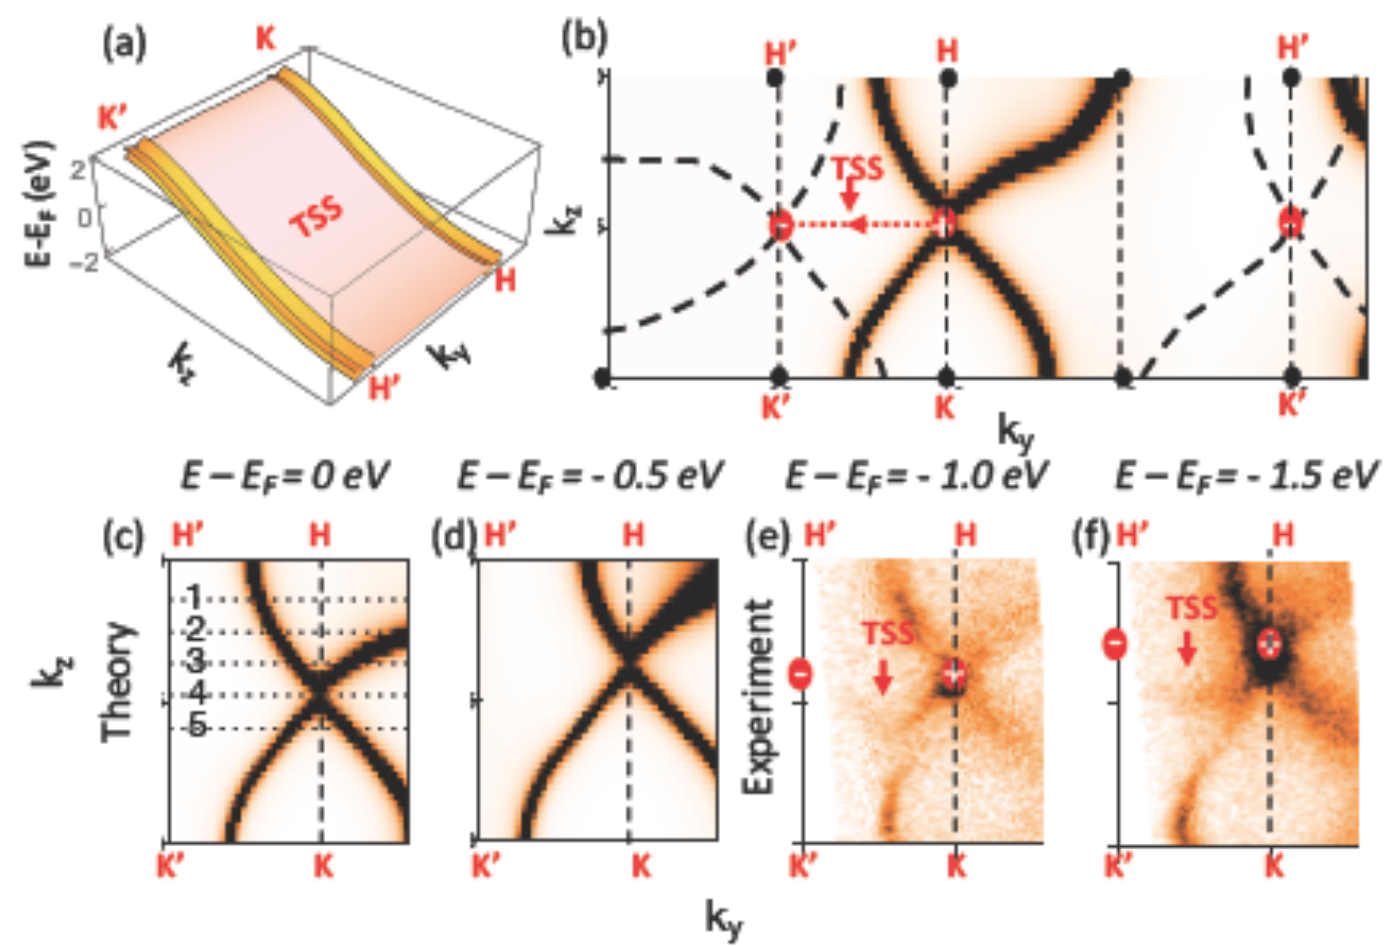 (a)
K
K'
E-E_F (eV)
2
0
−2
TSS
H
H'
k_z
k_y
(b)
H'
H
H'
k_z
TSS
−
+
−
K'
K
K'
k_y
E − E_F = 0 eV
E − E_F = - 0.5 eV
E − E_F = - 1.0 eV
E − E_F = - 1.5 eV
(c)
H'
H
(d)
H'
H
(e)
H'
H
(f)
H'
H
k_z
Theory
1
2
3
4
5
Experiment
TSS
−
+
TSS
−
+
K'
K
K'
K
K'
K
K'
K
k_y